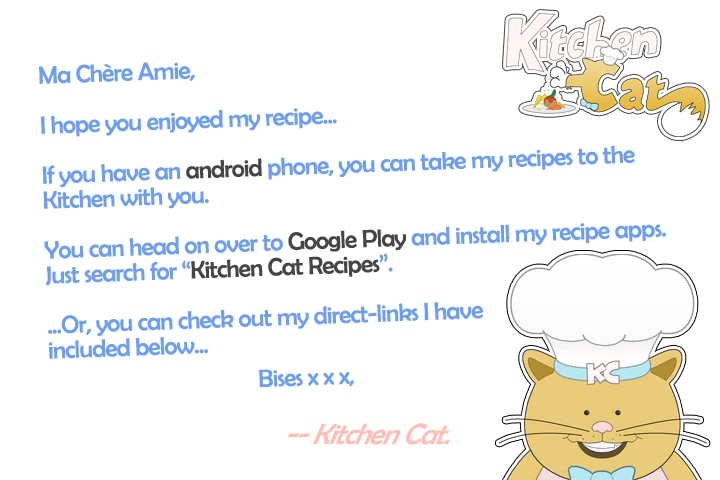 Kitchen
Cat
Ma Chère Amie,
I hope you enjoyed my recipe...
If you have an android phone, you can take my recipes to the
Kitchen with you.
You can head on over to Google Play and install my recipe apps.
Just search for “Kitchen Cat Recipes”.
...Or, you can check out my direct-links I have
included below...
Bises x x x,
-- Kitchen Cat.
KC